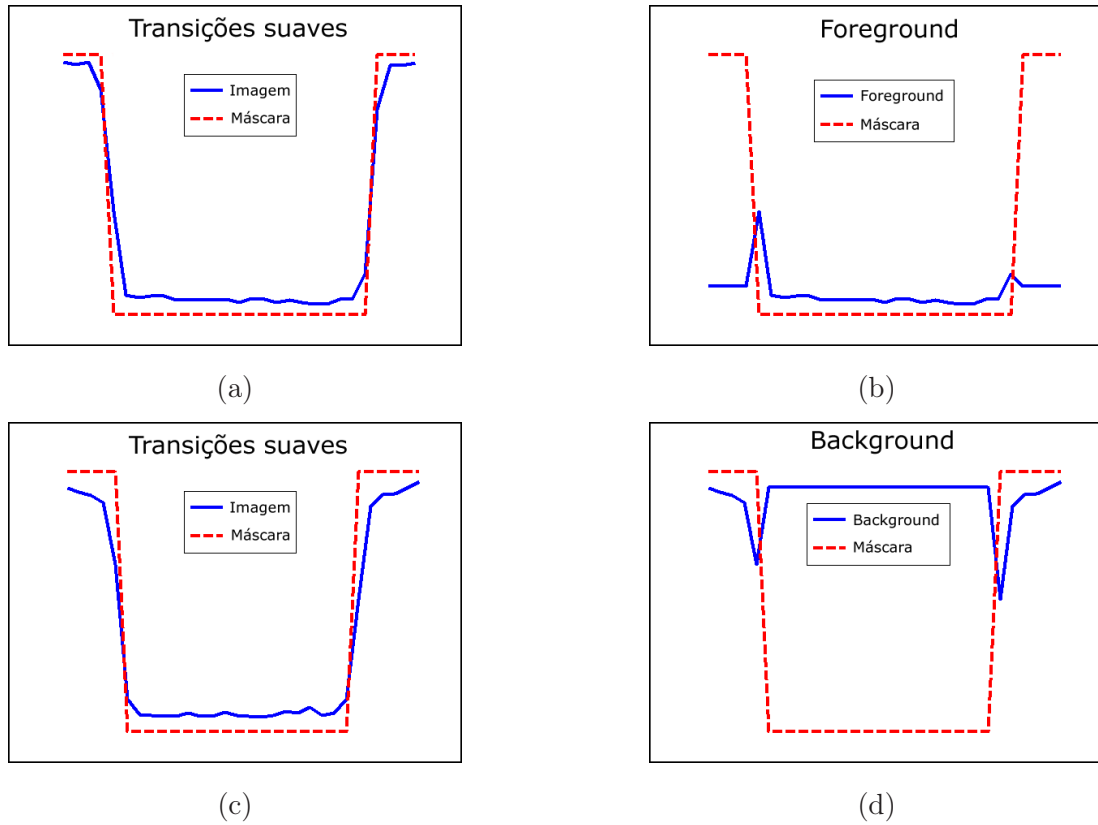 Transições suaves
Imagem
Máscara
(a)
Foreground
Foreground
Máscara
(b)
Transições suaves
Imagem
Máscara
(c)
Background
Background
Máscara
(d)